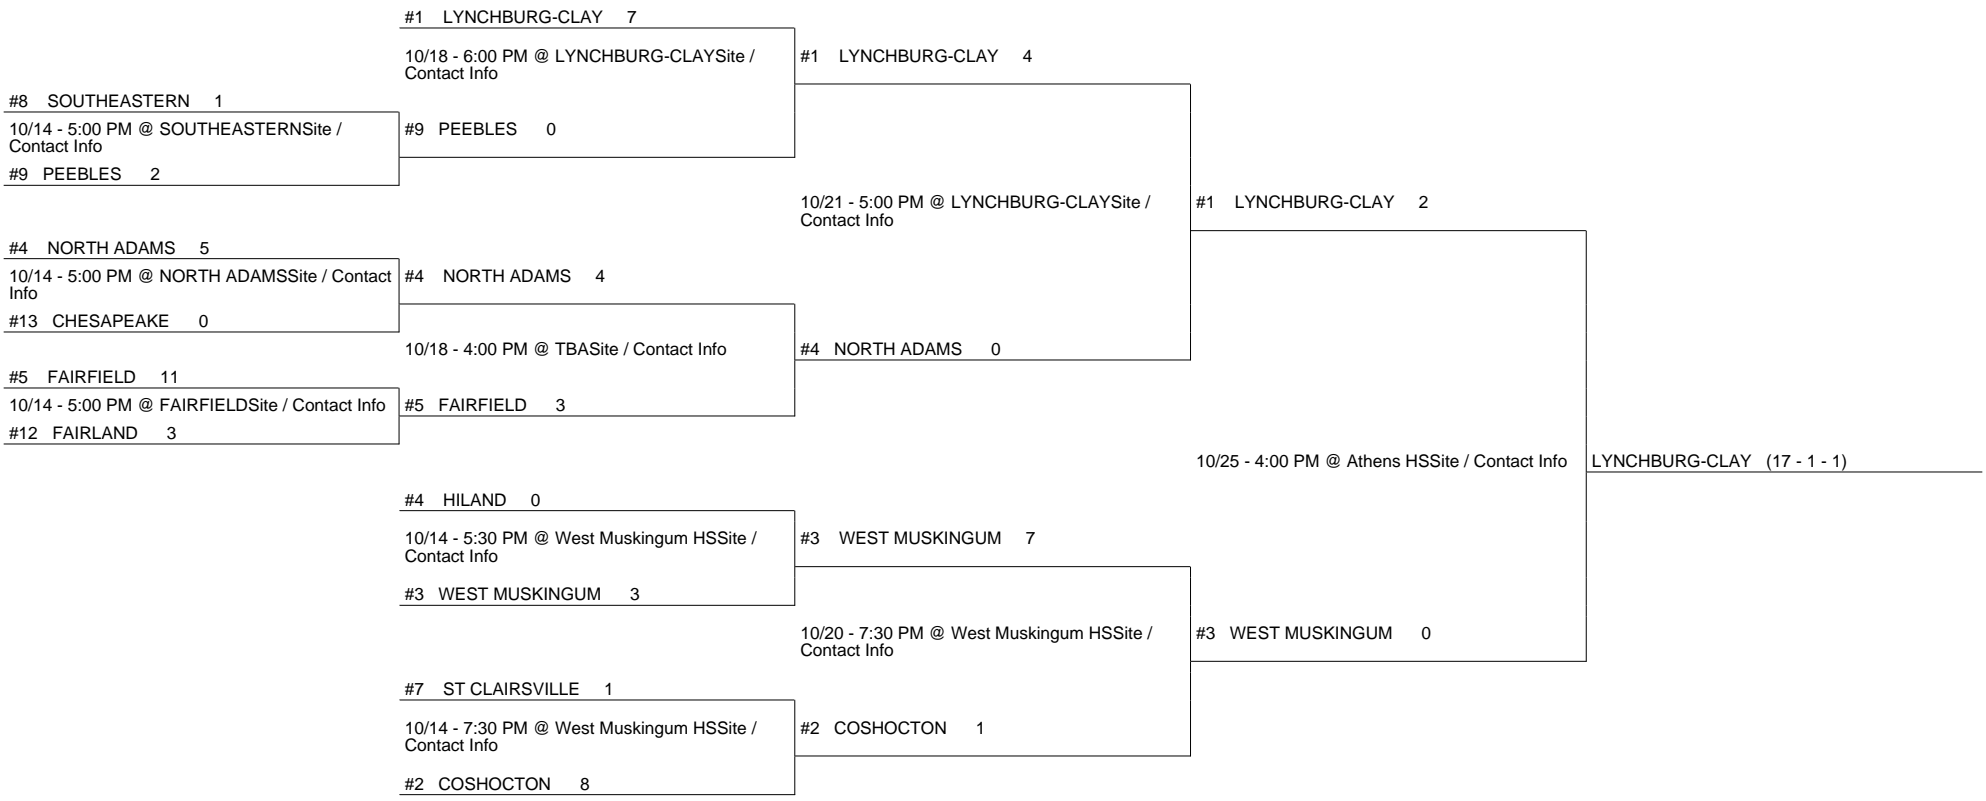 #1 LYNCHBURG-CLAY 7
10/18 - 6:00 PM @ LYNCHBURG-CLAYSite /
Contact Info
#1 LYNCHBURG-CLAY 4
#8 SOUTHEASTERN 1
10/14 - 5:00 PM @ SOUTHEASTERNSite /
Contact Info
#9 PEEBLES 0
#9 PEEBLES 2
10/21 - 5:00 PM @ LYNCHBURG-CLAYSite /
Contact Info
#1 LYNCHBURG-CLAY 2
#4 NORTH ADAMS 5
10/14 - 5:00 PM @ NORTH ADAMSSite / Contact
Info
#4 NORTH ADAMS 4
#13 CHESAPEAKE 0
10/18 - 4:00 PM @ TBASite / Contact Info
#4 NORTH ADAMS 0
#5 FAIRFIELD 11
10/14 - 5:00 PM @ FAIRFIELDSite / Contact Info
#5 FAIRFIELD 3
#12 FAIRLAND 3
10/25 - 4:00 PM @ Athens HSSite / Contact Info
LYNCHBURG-CLAY (17 - 1 - 1)
#4 HILAND 0
10/14 - 5:30 PM @ West Muskingum HSSite /
Contact Info
#3 WEST MUSKINGUM 7
#3 WEST MUSKINGUM 3
10/20 - 7:30 PM @ West Muskingum HSSite /
Contact Info
#3 WEST MUSKINGUM 0
#7 ST CLAIRSVILLE 1
10/14 - 7:30 PM @ West Muskingum HSSite /
Contact Info
#2 COSHOCTON 1
#2 COSHOCTON 8